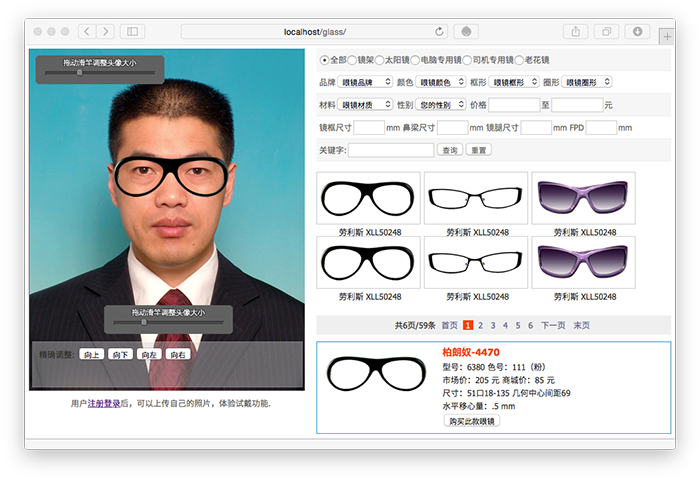 localhost/glass/
拖动滑竿调整头像大小
全部 镜架 太阳镜 电脑专用镜 司机专用镜 老花镜
品牌 眼镜品牌 颜色 眼镜颜色 框形 眼镜框形 圈形 眼镜圈形
材料 眼镜材质 性别 您的性别 价格 至 元
镜框尺寸 mm 鼻梁尺寸 mm 镜腿尺寸 mm FPD mm
关键字: 查询 重置
劳利斯 XLL50248 劳利斯 XLL50248 劳利斯 XLL50248
劳利斯 XLL50248 劳利斯 XLL50248 劳利斯 XLL50248
拖动滑竿调整头像大小
精确调整: 向上 向下 向左 向右
用户注册登录后，可以上传自己的照片，体验试戴功能.
共6页/59条 首页 1 2 3 4 5 6 下一页 末页
柏朗奴-4470
型号：6380 色号：111（粉）
市场价：205 元 商城价：85 元
尺寸：51口18-135 几何中心间距69
水平移心量：.5 mm
购买此款眼镜